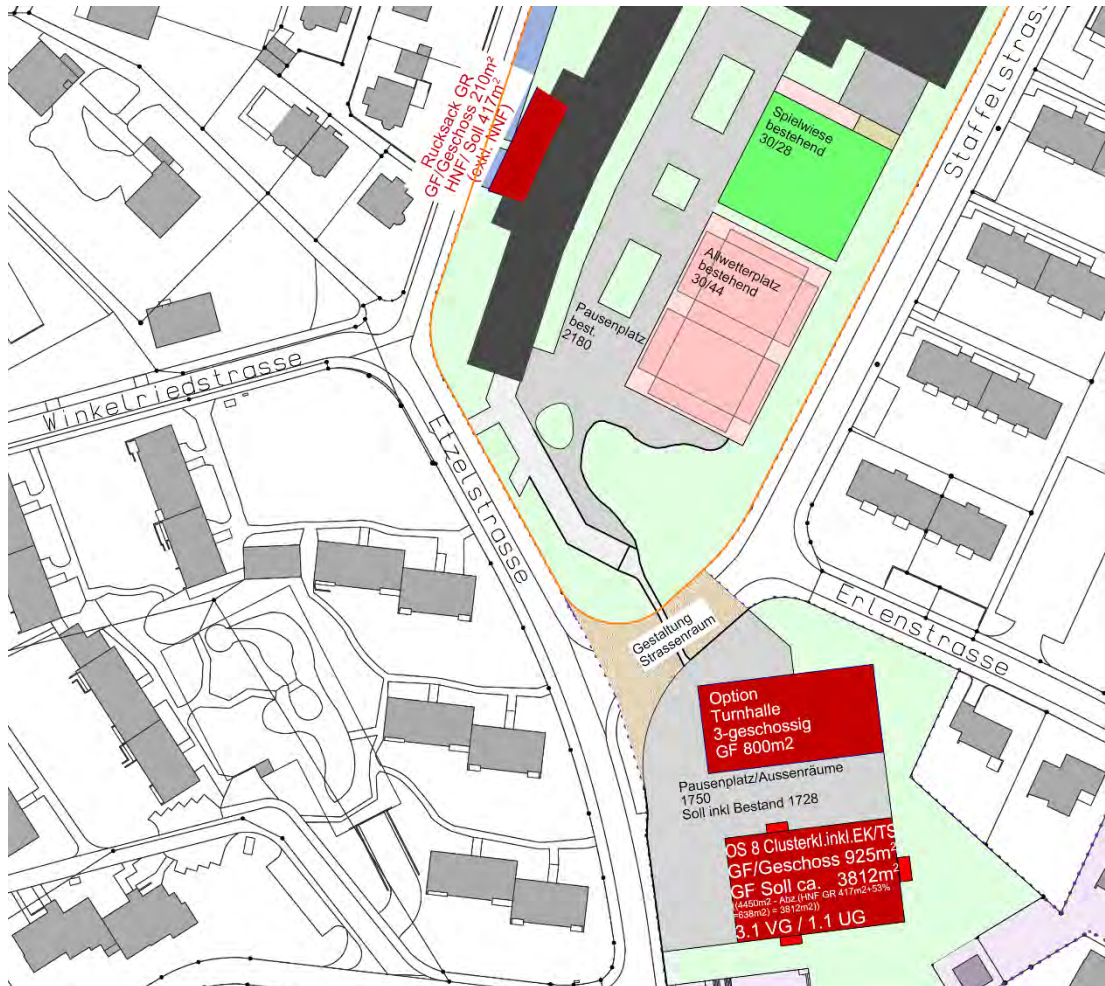 Rucksack GR
GF/Geschoss 210m²
HNF/ Soll 417m²
(exkl. NNF)
Spielwiese
bestehend
30/28
Staffelstrass
Allwetterplatz
bestehend
30/44
Pausenplatz
best.
2180
Winkelriedstrasse
Etzelstrasse
Erlenstrasse
Gestaltung
Strassenraum
Option
Turnhalle
3-geschossig
GF 800m2
Pausenplatz/Aussenräume
1750
Soll inkl Bestand 1728
OS 8 Clusterkl.inkl.EK/TS
GF/Geschoss 925m²
GF Soll ca. 3812m²
(4450m2 - Abz.(HNF GR 417m2+53%
=638m2) = 3812m2))
3.1 VG / 1.1 UG